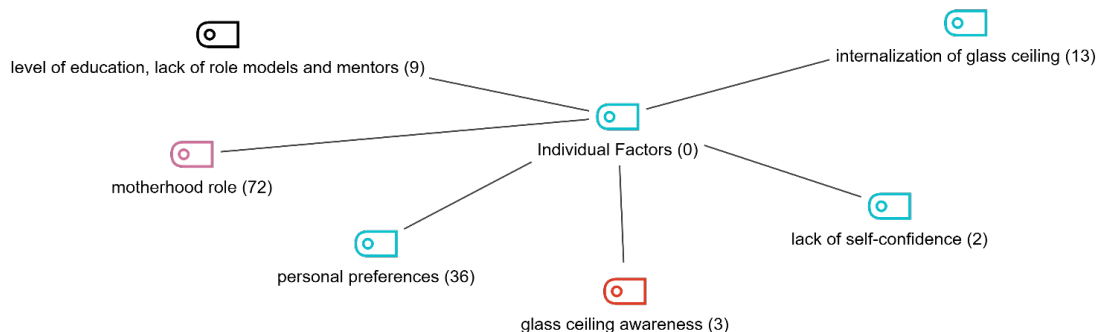 internalization of glass ceiling (13)
level of education, lack of role models and mentors (9)
Individual Factors (0)
motherhood role (72)
lack of self-confidence (2)
personal preferences (36)
glass ceiling awareness (3)